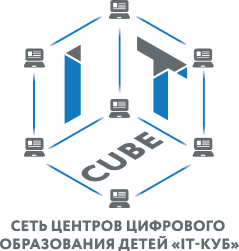 IT
CUBE
СЕТЬ ЦЕНТРОВ ЦИФРОВОГО
ОБРАЗОВАНИЯ ДЕТЕЙ «IT-КУБ»